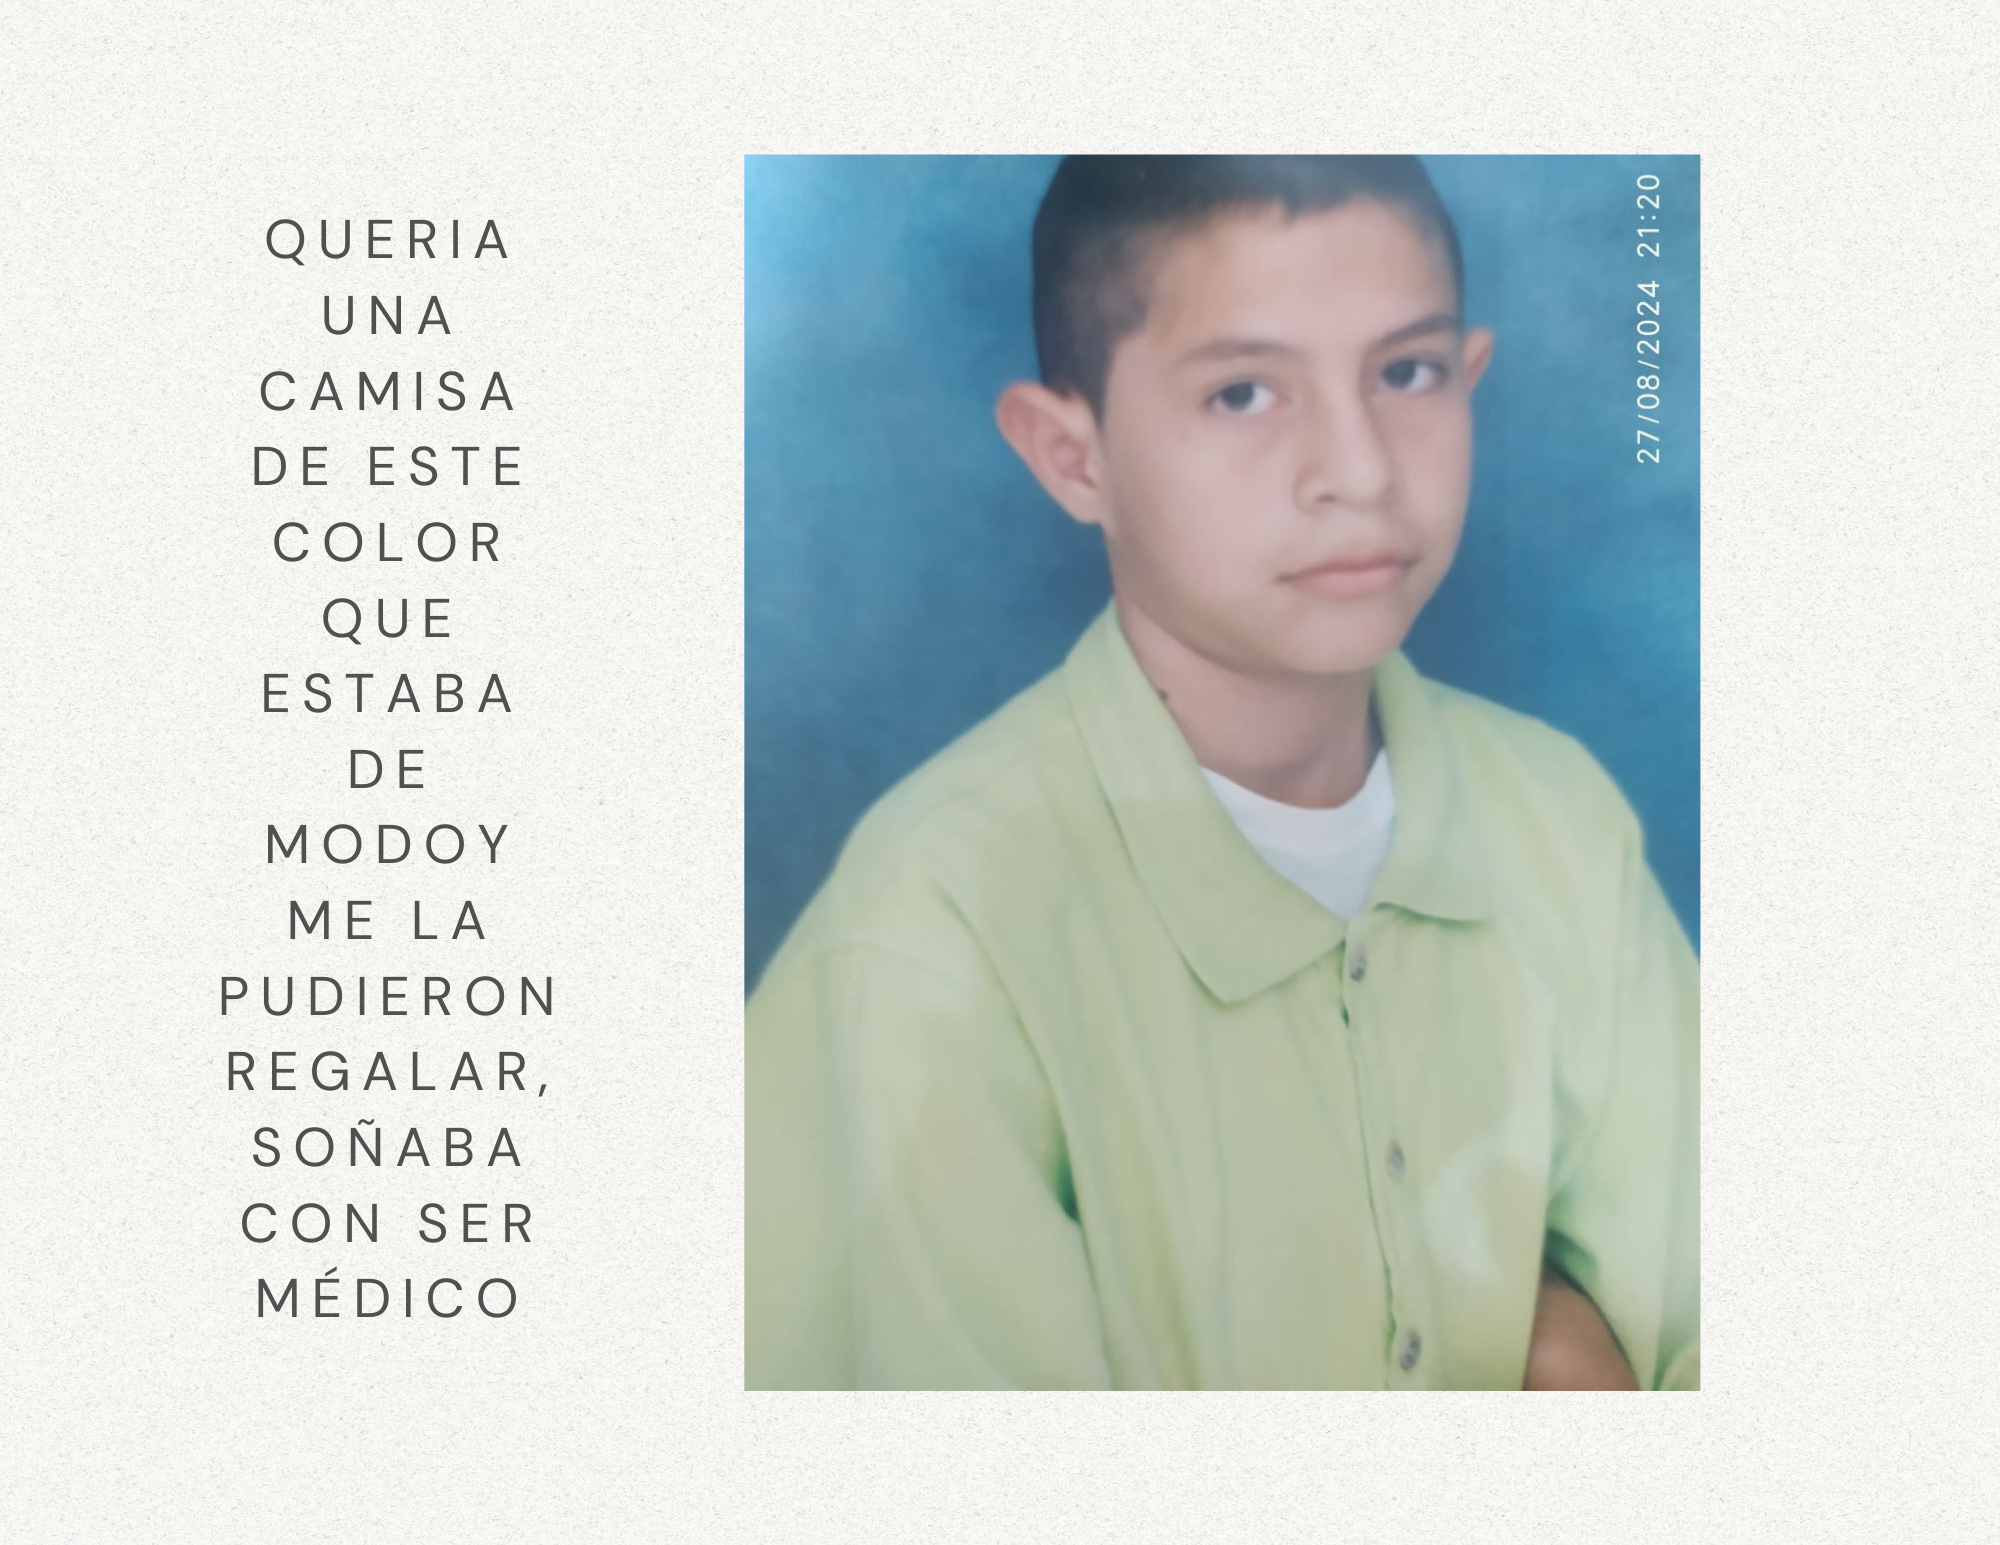 QUERIA
UNA
CAMISA
DE ESTE
COLOR
QUE
ESTABA
DE
MODOY
ME LA
PUDIERON
REGALAR,
SOÑABA
CON SER
MÉDICO
27/08/2024 21:20